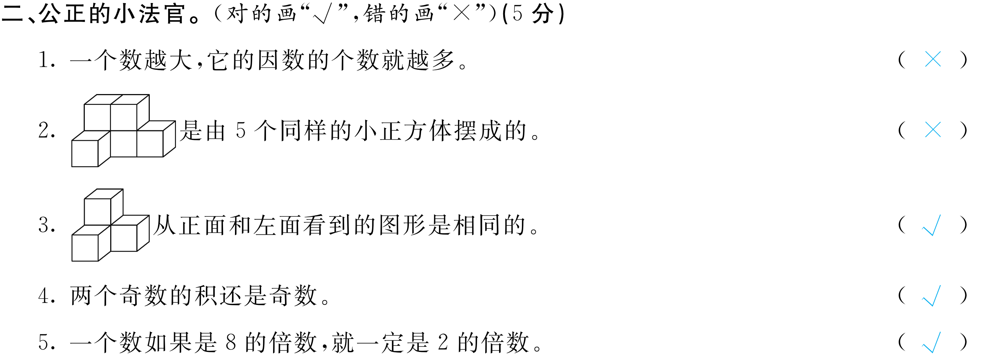 二、公正的小法官。(对的画“√”,错的画“×”)(5 分)
1. 一个数越大,它的因数的个数就越多。 ( × )
2. 是由 5 个同样的小正方体摆成的。 ( × )
3. 从正面和左面看到的图形是相同的。 ( √ )
4. 两个奇数的积还是奇数。 ( √ )
5. 一个数如果是 8 的倍数,就一定是 2 的倍数。 ( √ )